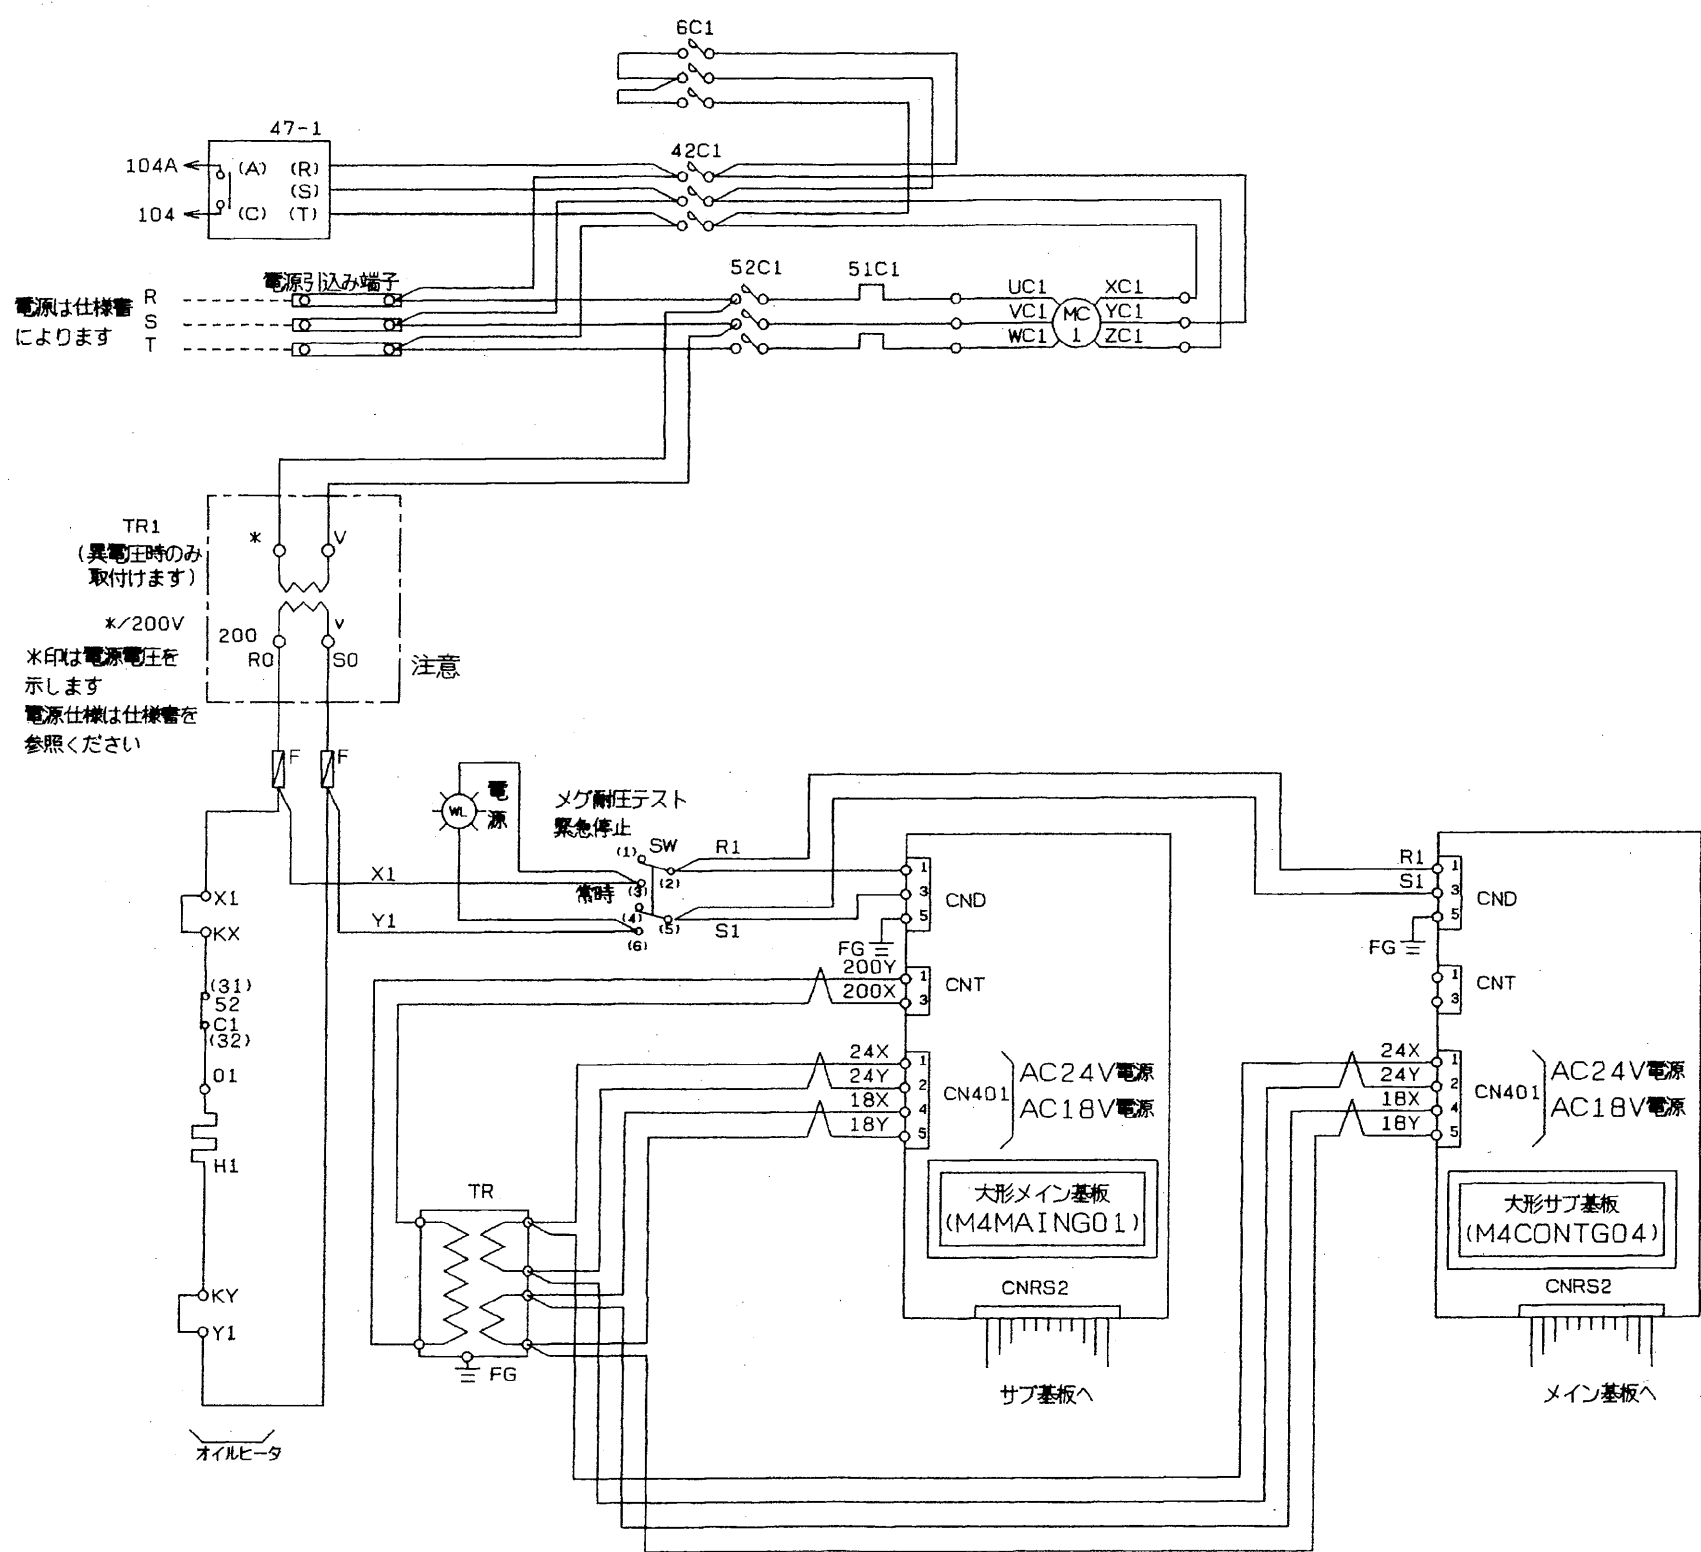 6C1
47-1
104A
(A) (R)
(S)
104
(C) (T)
42C1
電源引込み端子
電源は仕様書
によります
R
S
T
52C1
51C1
UC1
VC1
WC1
MC
1
XC1
YC1
ZC1
TR1
(異電圧時のみ
取付けます)
*/200V
※印は電源電圧を
示します
電源仕様は仕様書を
参照ください
* V
200 v
R0 S0
注意
F F
WL
電
源
メグ耐圧テスト
緊急停止
SW
(1)
(2)
(3)
常時
(4)
(5)
(6)
X1
Y1
R1
S1
1
3
5
CND
FG
200Y
200X
1
3
CNT
24X
24Y
18X
18Y
1
2
4
5
CN401
AC24V電源
AC18V電源
大形メイン基板
(M4MAING01)
CNRS2
サブ基板へ
R1
S1
1
3
5
CND
FG
1
3
CNT
24X
24Y
18X
18Y
1
2
4
5
CN401
AC24V電源
AC18V電源
大形サブ基板
(M4CONTG04)
CNRS2
メイン基板へ
X1
KX
(31)
52
C1
(32)
01
H1
KY
Y1
オイルヒータ
TR
FG